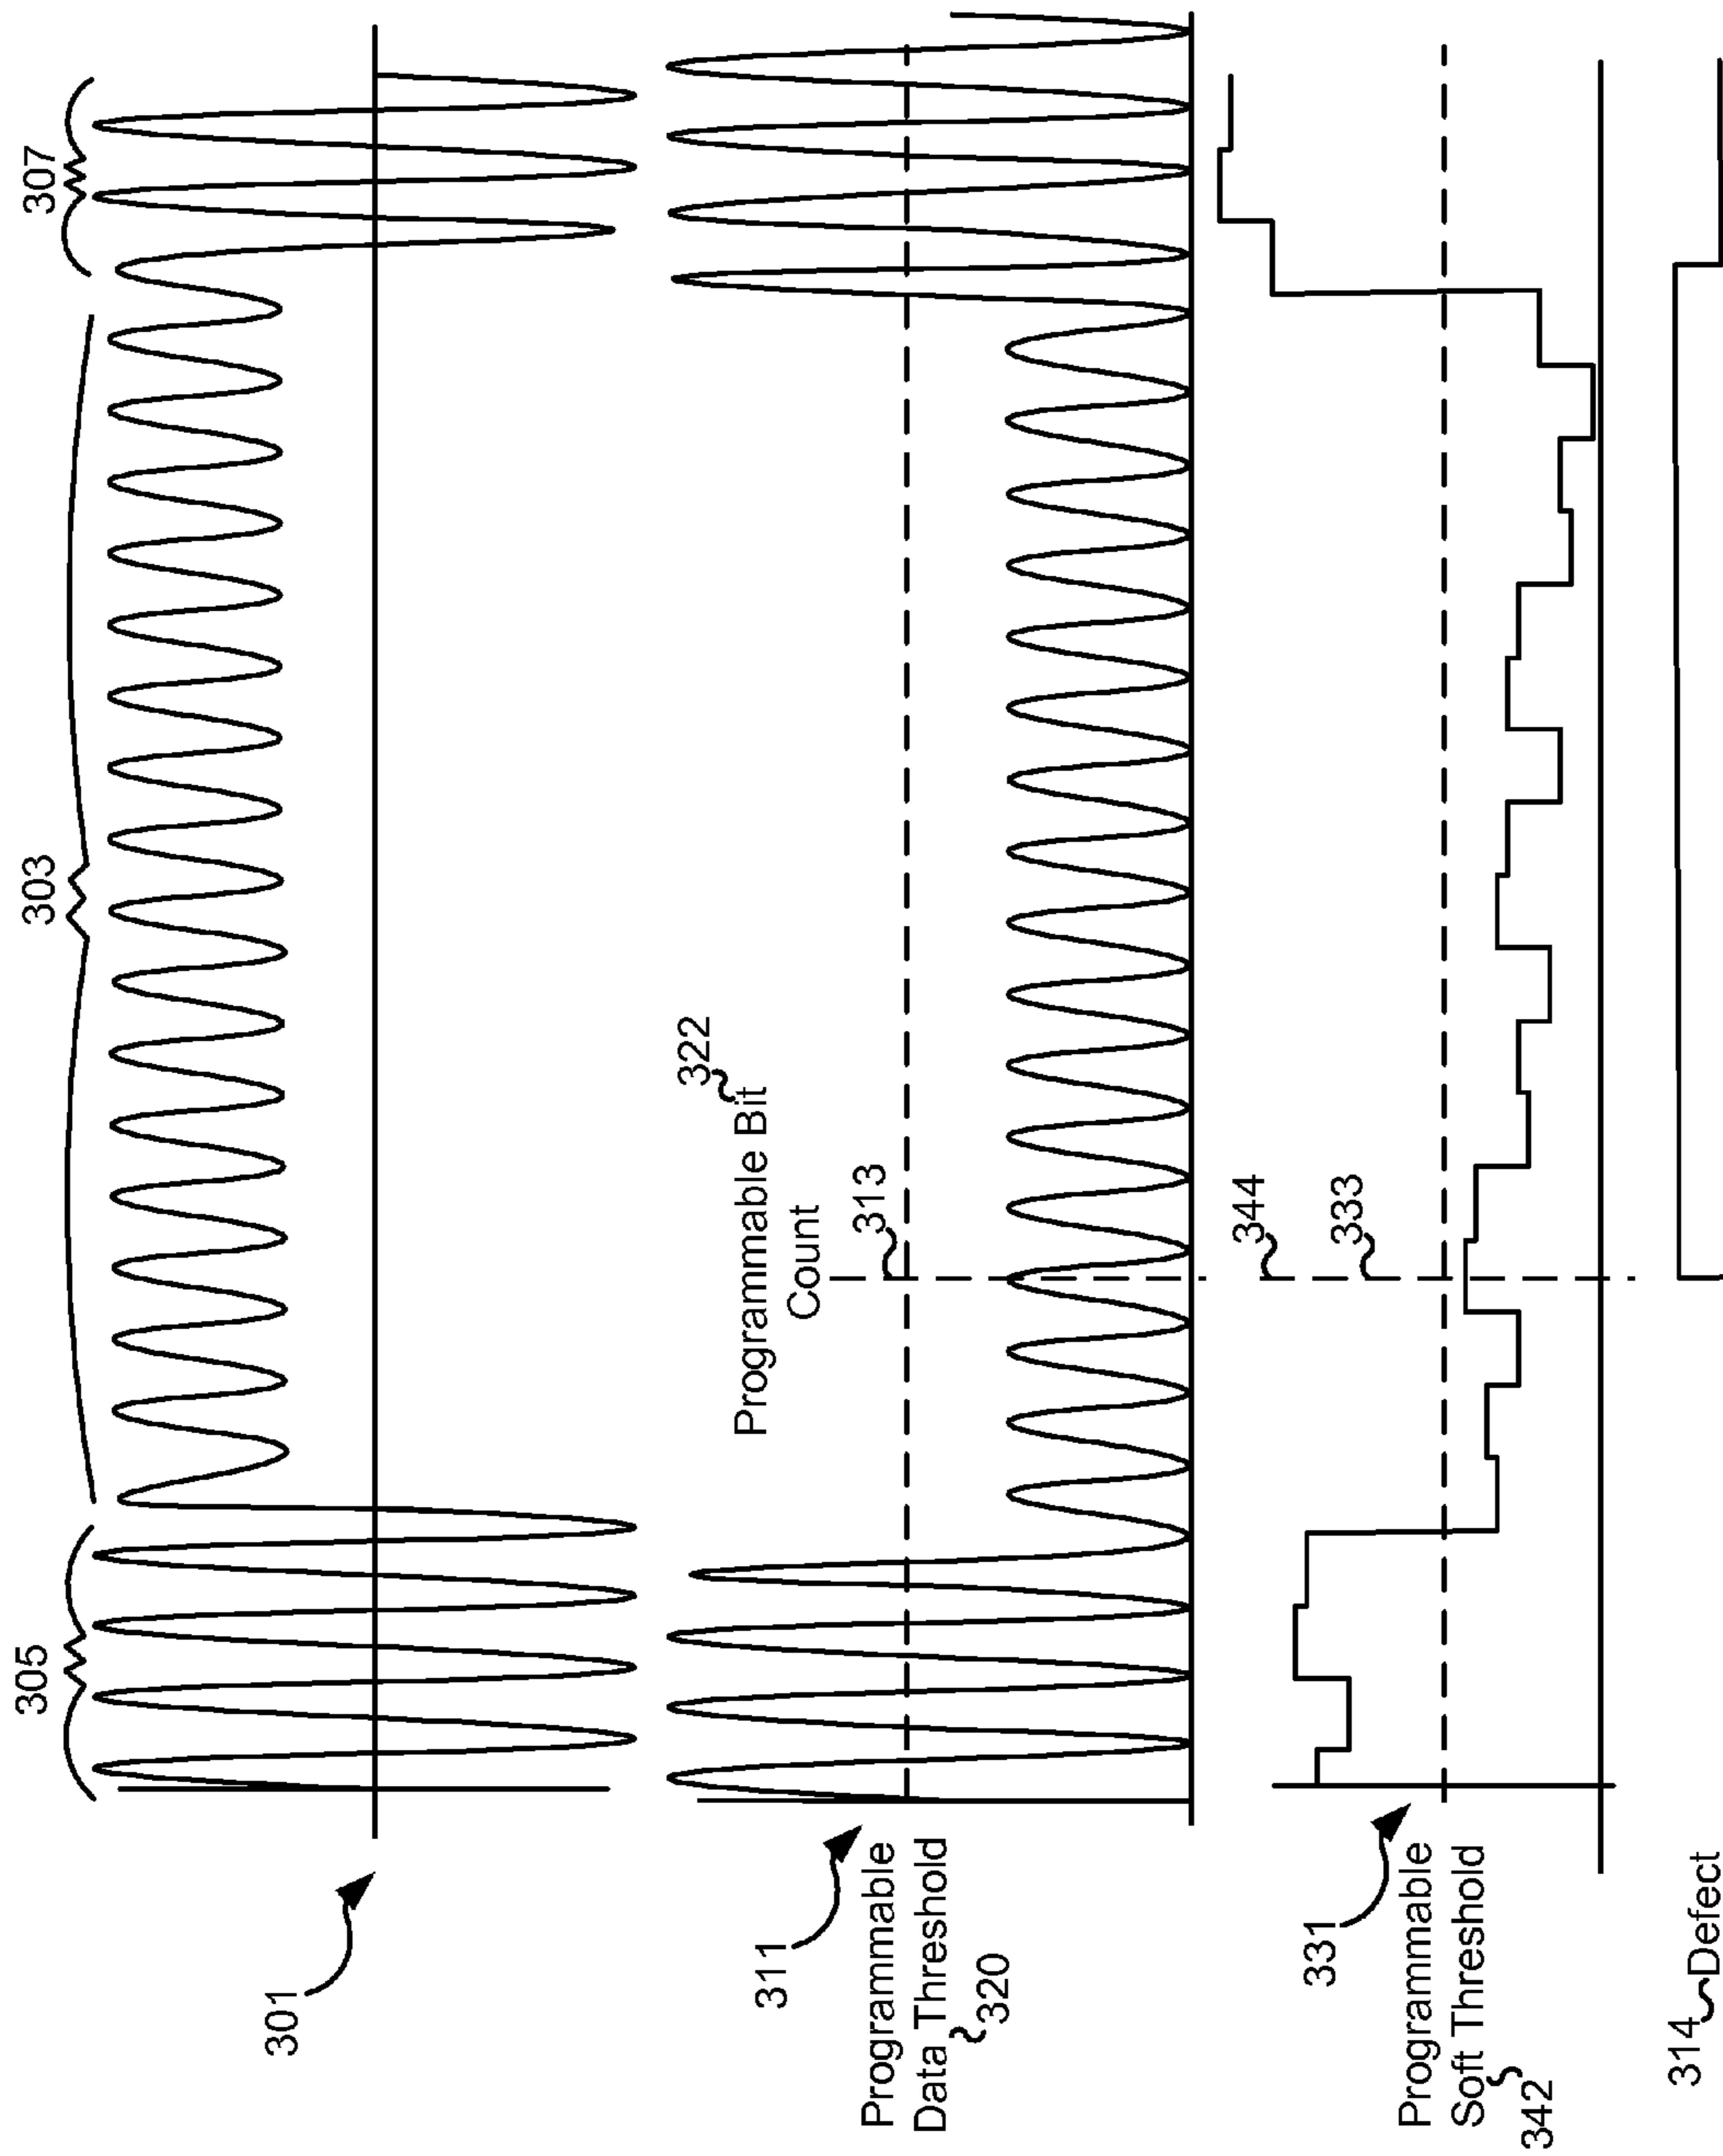 305
303
307
301
311
Programmable
Data Threshold
320
Programmable Bit
Count
322
313
331
Programmable
Soft Threshold
342
344
333
314
Defect